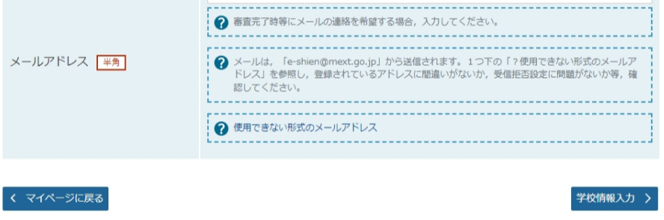 審査完了時等にメールの連絡を希望する場合，入力してください。
メールアドレス 半角
メールは，「e-shien@mext.go.jp」から送信されます。１つ下の「？使用できない形式のメールア
ドレス」を参照し，登録されているアドレスに間違いがないか，受信拒否設定に問題がないか等，確
認してください。
使用できない形式のメールアドレス
マイページに戻る
学校情報入力